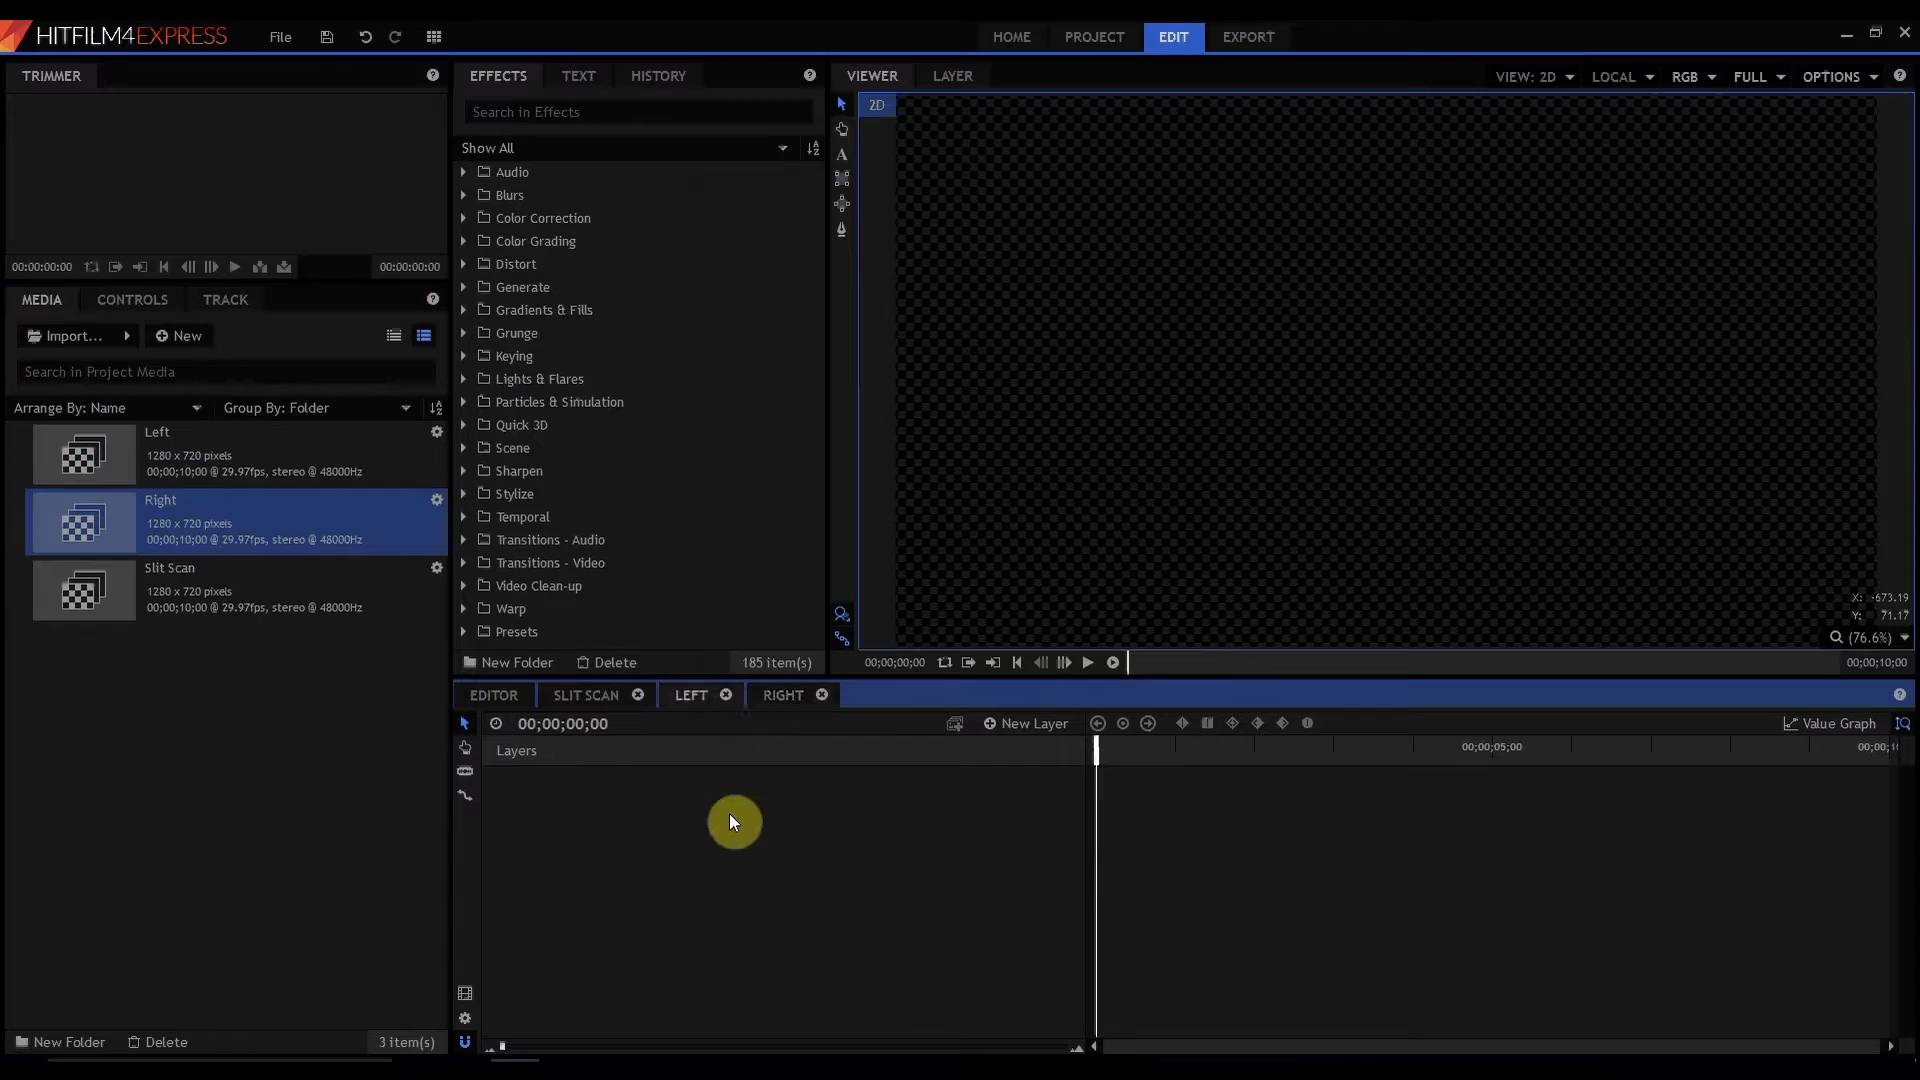 HITFILM4EXPRESS File HOME PROJECT EDIT EXPORT
TRIMMER
00:00:00:00 00:00:00:00
MEDIA CONTROLS TRACK
Import... New
Search in Project Media
Arrange By: Name Group By: Folder
Left
1280 x 720 pixels
00;00;10;00 @ 29.97fps, stereo @ 48000Hz
Right
1280 x 720 pixels
00;00;10;00 @ 29.97fps, stereo @ 48000Hz
Slit Scan
1280 x 720 pixels
00;00;10;00 @ 29.97fps, stereo @ 48000Hz
New Folder Delete 3 item(s)
EFFECTS TEXT HISTORY
Search in Effects
Show All
Audio
Blurs
Color Correction
Color Grading
Distort
Generate
Gradients & Fills
Grunge
Keying
Lights & Flares
Particles & Simulation
Quick 3D
Scene
Sharpen
Stylize
Temporal
Transitions - Audio
Transitions - Video
Video Clean-up
Warp
Presets
New Folder Delete 185 item(s)
VIEWER LAYER VIEW: 2D LOCAL RGB FULL OPTIONS
2D
X: -673.19
Y: 71.17
(76.6%)
00;00;00;00 00;00;10;00
EDITOR SLIT SCAN LEFT RIGHT
00;00;00;00 New Layer Value Graph
Layers 00;00;05;00 00;00;1